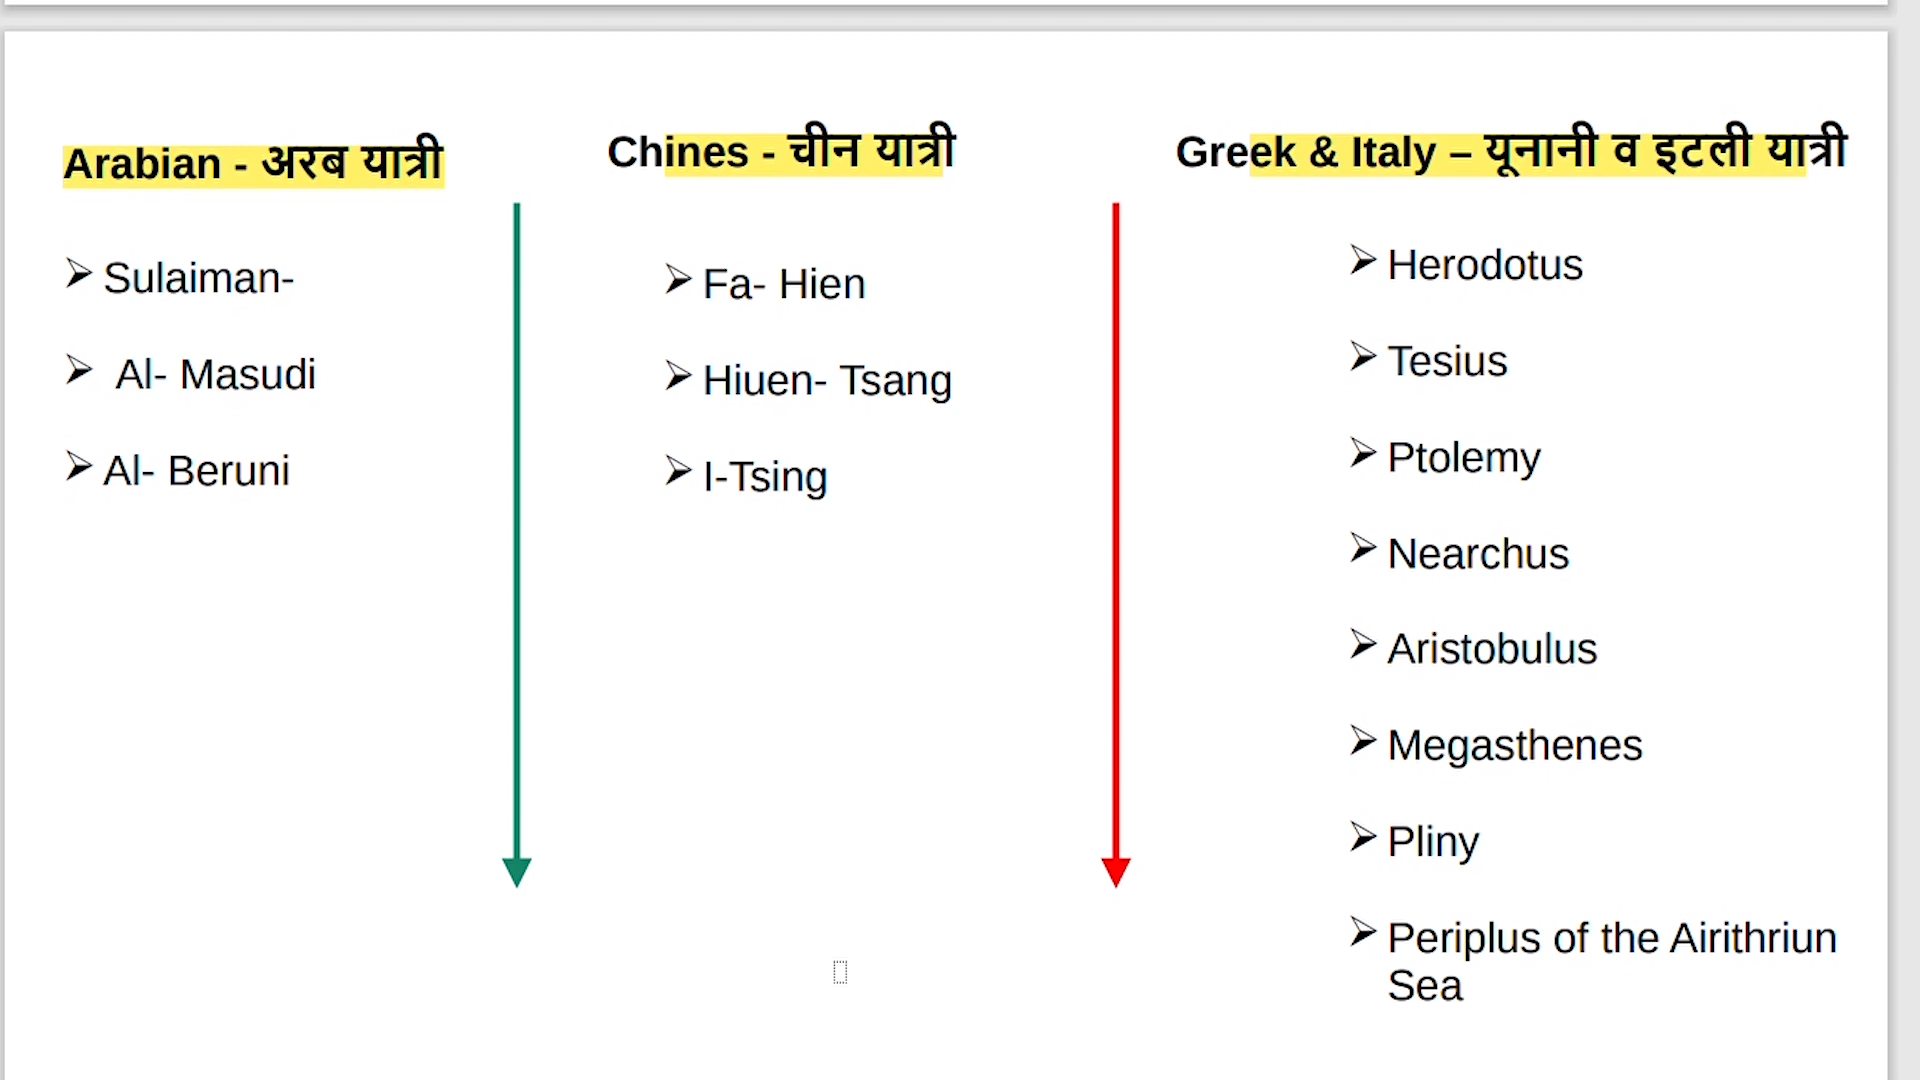 Arabian - अरब यात्री
Sulaiman-
Al- Masudi
Al- Beruni
Chines - चीन यात्री
Fa- Hien
Hiuen- Tsang
I-Tsing
Greek & Italy – यूनानी व इटली यात्री
Herodotus
Tesius
Ptolemy
Nearchus
Aristobulus
Megasthenes
Pliny
Periplus of the Airithriun
Sea